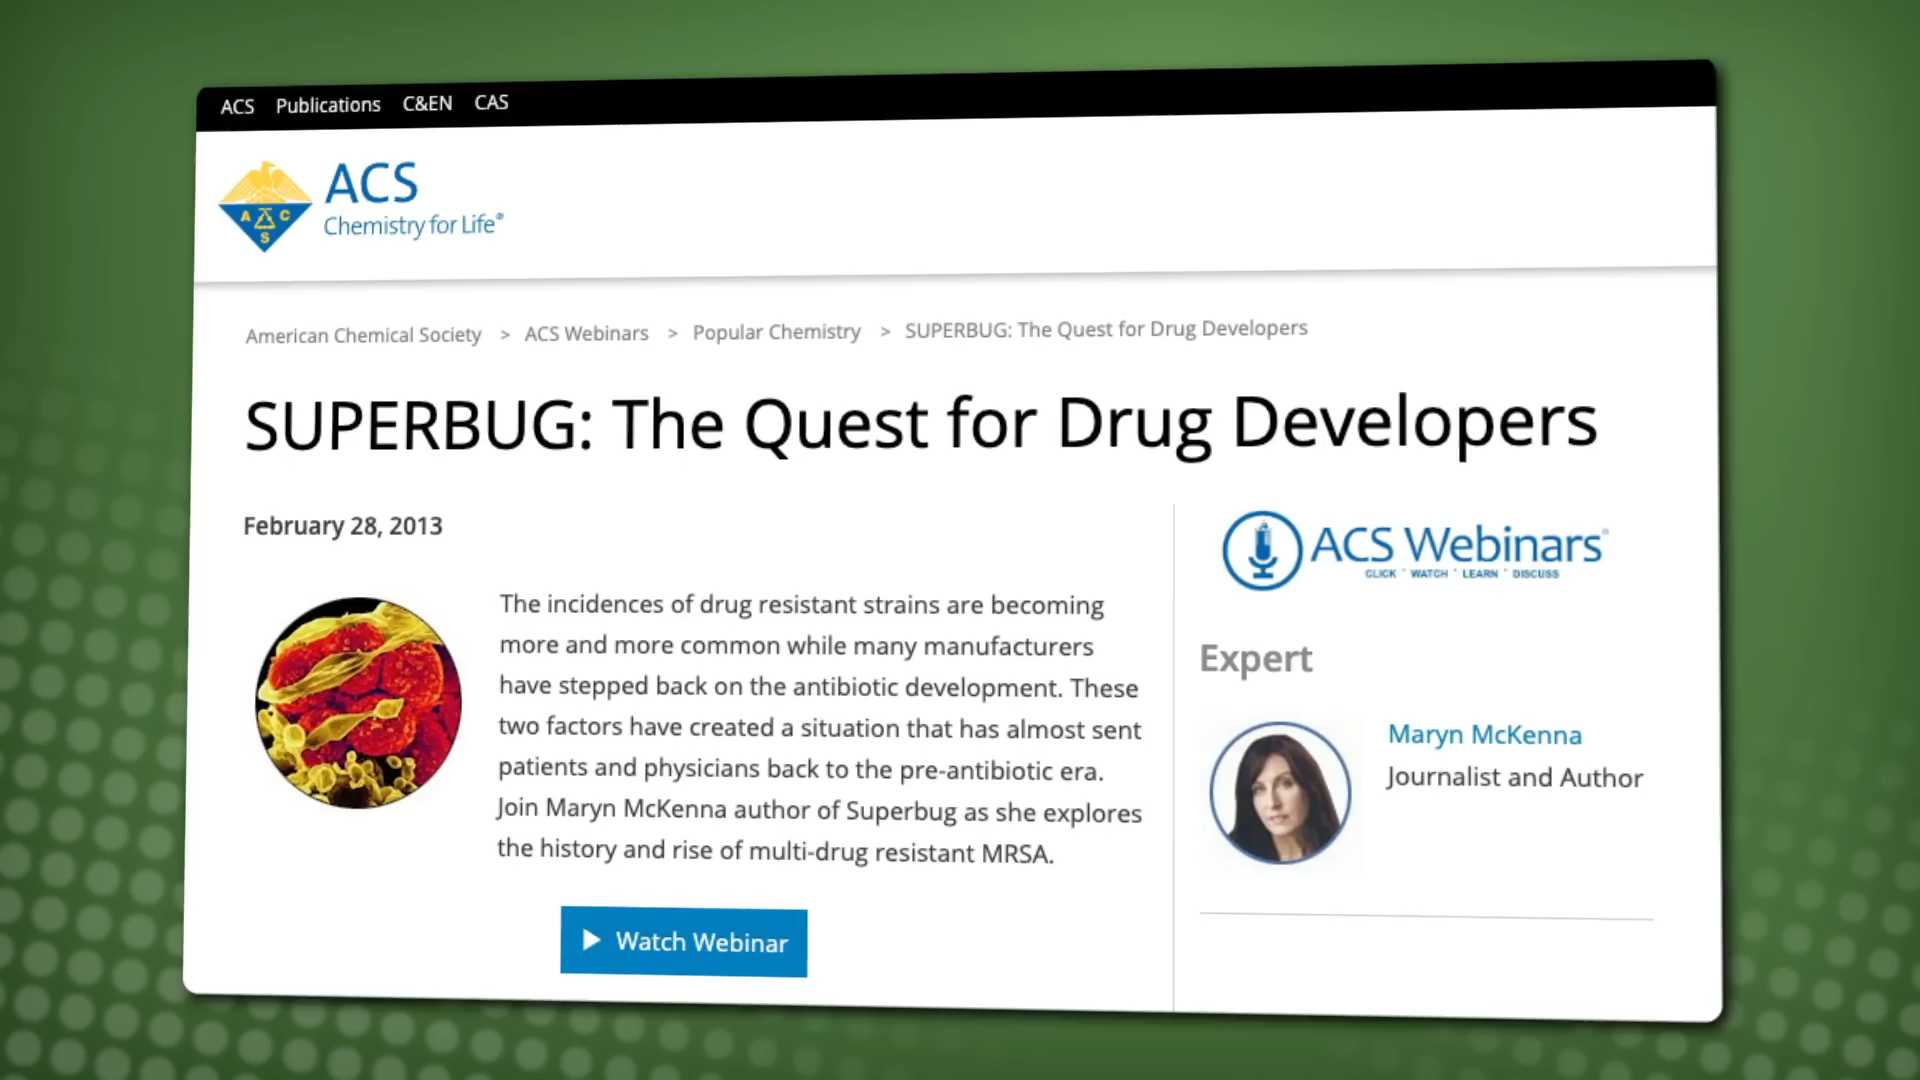 ACS Publications C&EN CAS
ACS
Chemistry for Life®
A C S
American Chemical Society > ACS Webinars > Popular Chemistry > SUPERBUG: The Quest for Drug Developers
SUPERBUG: The Quest for Drug Developers
February 28, 2013
The incidences of drug resistant strains are becoming
more and more common while many manufacturers
have stepped back on the antibiotic development. These
two factors have created a situation that has almost sent
patients and physicians back to the pre-antibiotic era.
Join Maryn McKenna author of Superbug as she explores
the history and rise of multi-drug resistant MRSA.
Watch Webinar
ACS Webinars®
CLICK * WATCH * LEARN * DISCUSS
Expert
Maryn McKenna
Journalist and Author